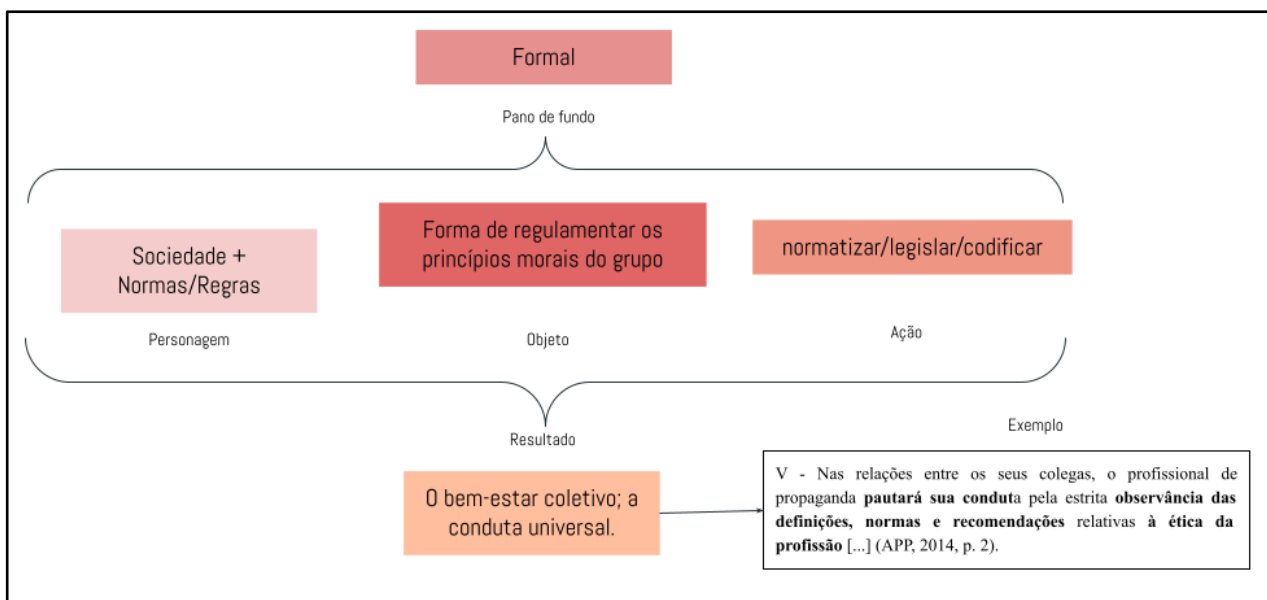 Formal
Pano de fundo
Sociedade +
Normas/Regras
Forma de regulamentar os
princípios morais do grupo
normatizar/legislar/codificar
Personagem
Objeto
Ação
Resultado
Exemplo
O bem-estar coletivo; a
conduta universal.
V - Nas relações entre os seus colegas, o profissional de
propaganda pautará sua conduta pela estrita observância das
definições, normas e recomendações relativas à ética da
profissão [...] (APP, 2014, p. 2).